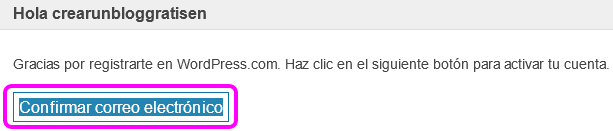 Hola crearunbloggratisen
Gracias por registrarte en WordPress.com. Haz clic en el siguiente botón para activar tu cuenta.
Confirmar correo electrónico